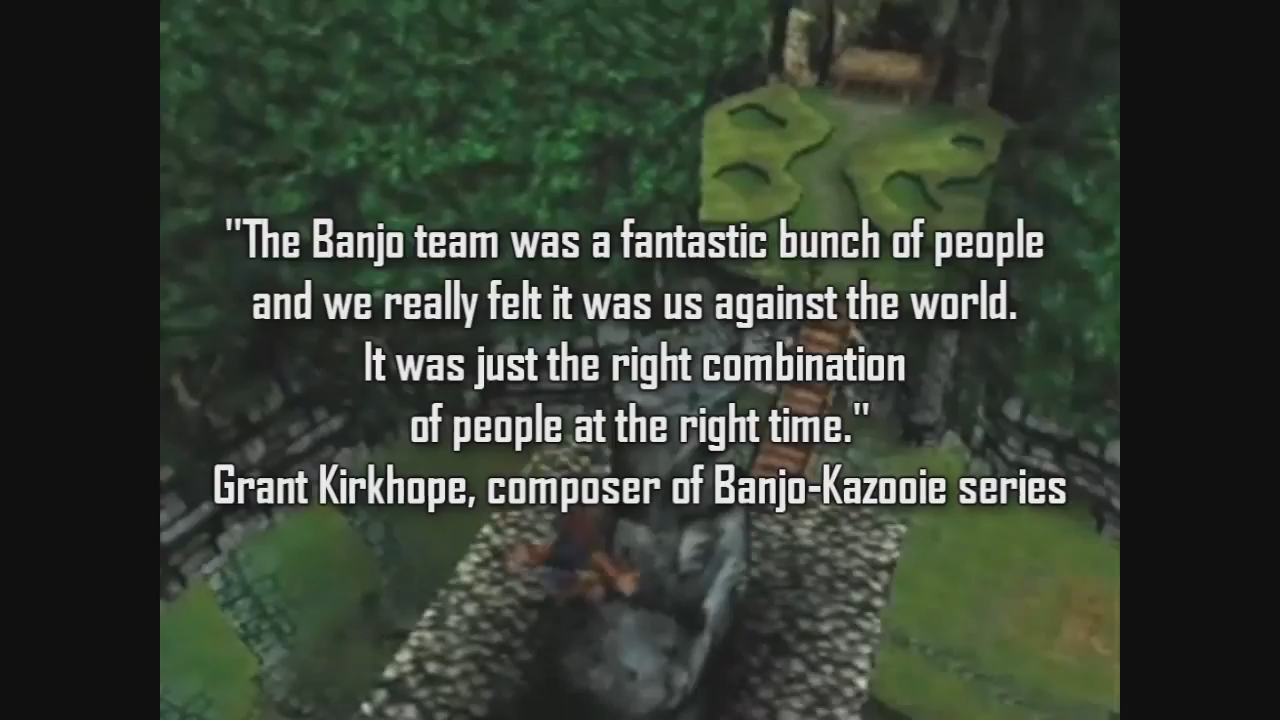 "The Banjo team was a fantastic bunch of people
and we really felt it was us against the world.
It was just the right combination
of people at the right time."
Grant Kirkhope, composer of Banjo-Kazooie series